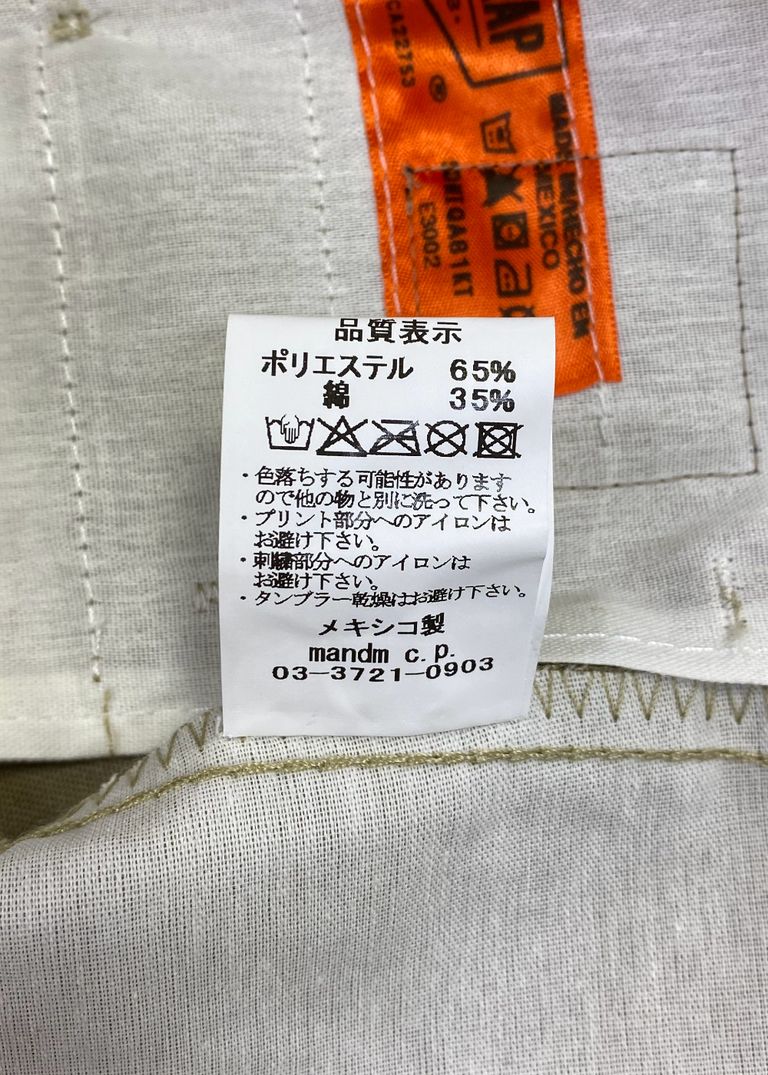 AP
CA22753
®
MADE IN/HECHO EN
MEXICO
E3002
品質表示
ポリエステル 65%
綿 35%
・色落ちする可能性があります
ので他の物と別に洗って下さい。
・プリント部分へのアイロンは
お避け下さい。
・刺繍部分へのアイロンは
お避け下さい。
・タンブラー乾燥はお避け下さい。
メキシコ製
mandm c.p.
03-3721-0903